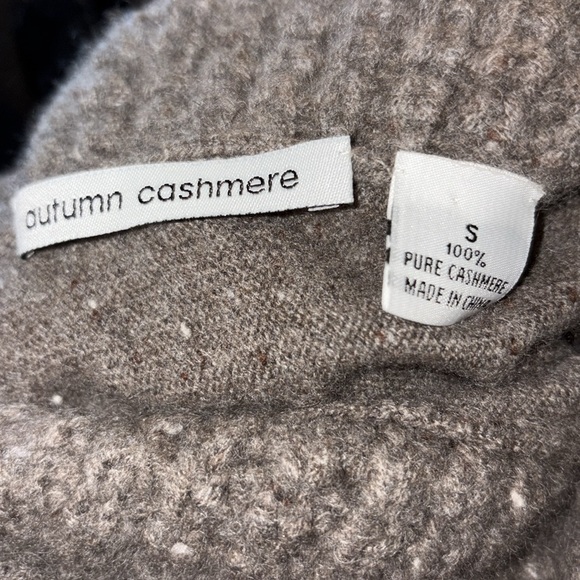 autumn cashmere
S
100%
PURE CASHMERE
MADE IN CHINA